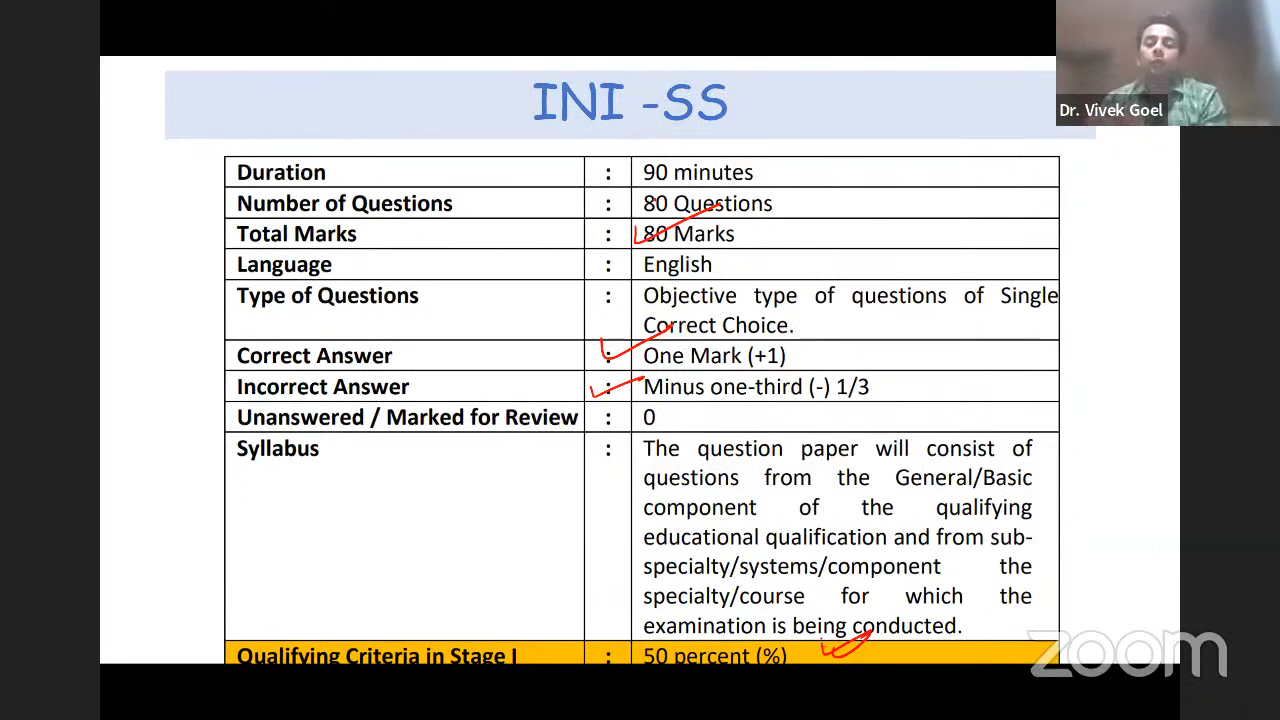 INI -SS
Dr. Vivek Goel
Duration : 90 minutes
Number of Questions : 80 Questions
Total Marks : 80 Marks
Language : English
Type of Questions : Objective type of questions of Single
Correct Choice.
Correct Answer : One Mark (+1)
Incorrect Answer : Minus one-third (-) 1/3
Unanswered / Marked for Review : 0
Syllabus : The question paper will consist of
questions from the General/Basic
component of the qualifying
educational qualification and from sub-
specialty/systems/component the
specialty/course for which the
examination is being conducted.
Qualifying Criteria in Stage I : 50 percent (%)
zoom